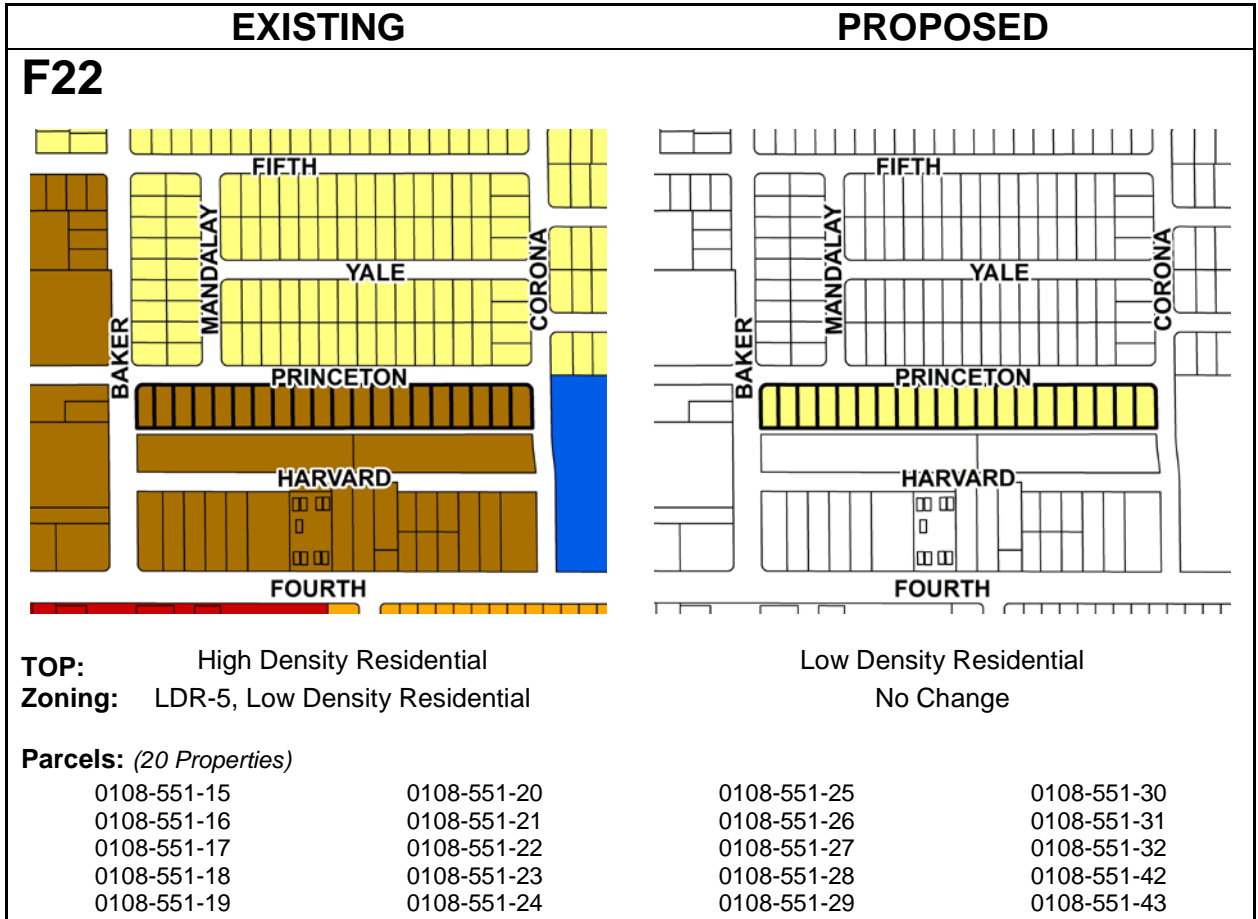 EXISTING PROPOSED
F22
FIFTH
MANDALAY
YALE
CORONA
BAKER
PRINCETON
HARVARD
FOURTH
FIFTH
MANDALAY
YALE
CORONA
BAKER
PRINCETON
HARVARD
FOURTH
TOP: High Density Residential Low Density Residential
Zoning: LDR-5, Low Density Residential No Change
Parcels: (20 Properties)
0108-551-15 0108-551-20 0108-551-25 0108-551-30
0108-551-16 0108-551-21 0108-551-26 0108-551-31
0108-551-17 0108-551-22 0108-551-27 0108-551-32
0108-551-18 0108-551-23 0108-551-28 0108-551-42
0108-551-19 0108-551-24 0108-551-29 0108-551-43